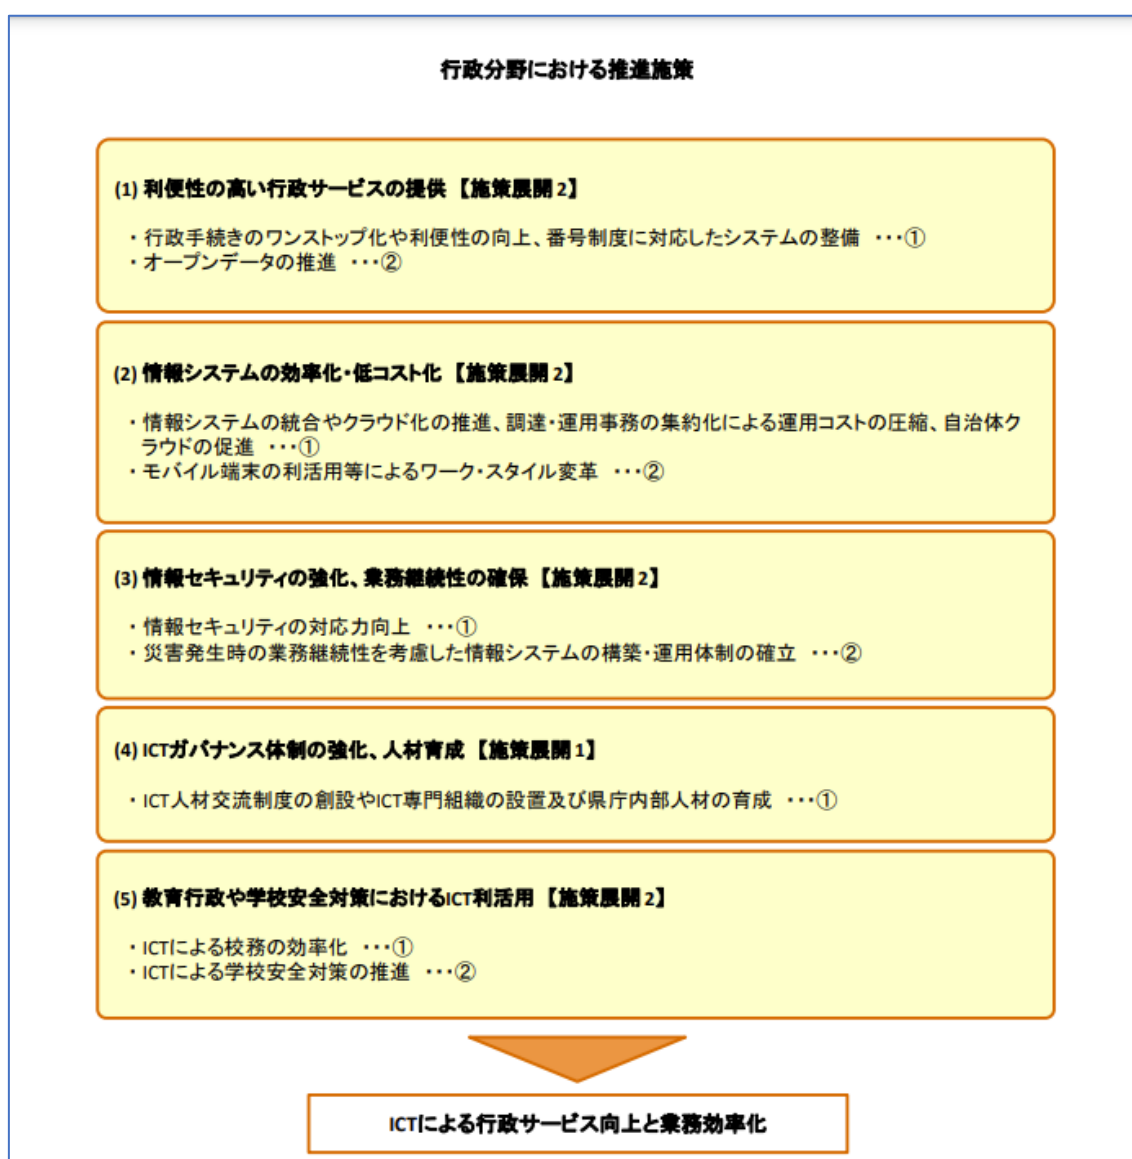 行政分野における推進施策
(1) 利便性の高い行政サービスの提供 【施策展開2】
・行政手続きのワンストップ化や利便性の向上、番号制度に対応したシステムの整備 ･･･①
・オープンデータの推進 ･･･②
(2) 情報システムの効率化・低コスト化 【施策展開2】
・情報システムの統合やクラウド化の推進、調達・運用事務の集約化による運用コストの圧縮、自治体ク
ラウドの促進 ･･･①
・モバイル端末の利活用等によるワーク・スタイル変革 ･･･②
(3) 情報セキュリティの強化、業務継続性の確保 【施策展開2】
・情報セキュリティの対応力向上 ･･･①
・災害発生時の業務継続性を考慮した情報システムの構築・運用体制の確立 ･･･②
(4) ICTガバナンス体制の強化、人材育成 【施策展開1】
・ICT人材交流制度の創設やICT専門組織の設置及び県庁内部人材の育成 ･･･①
(5) 教育行政や学校安全対策におけるICT利活用 【施策展開2】
・ICTによる校務の効率化 ･･･①
・ICTによる学校安全対策の推進 ･･･②
ICTによる行政サービス向上と業務効率化